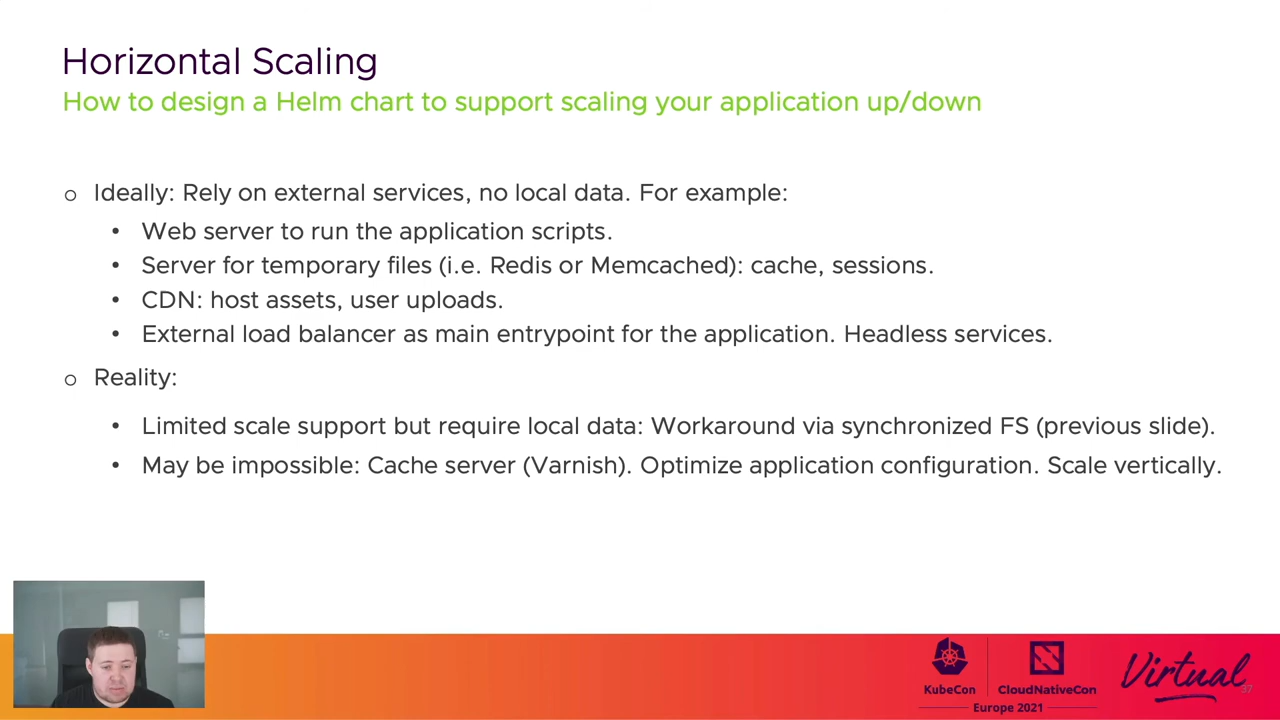 Horizontal Scaling
How to design a Helm chart to support scaling your application up/down
Ideally: Rely on external services, no local data. For example:
Web server to run the application scripts.
Server for temporary files (i.e. Redis or Memcached): cache, sessions.
CDN: host assets, user uploads.
External load balancer as main entrypoint for the application. Headless services.
Reality:
Limited scale support but require local data: Workaround via synchronized FS (previous slide).
May be impossible: Cache server (Varnish). Optimize application configuration. Scale vertically.
KubeCon
CloudNativeCon
Europe 2021
Virtual
37